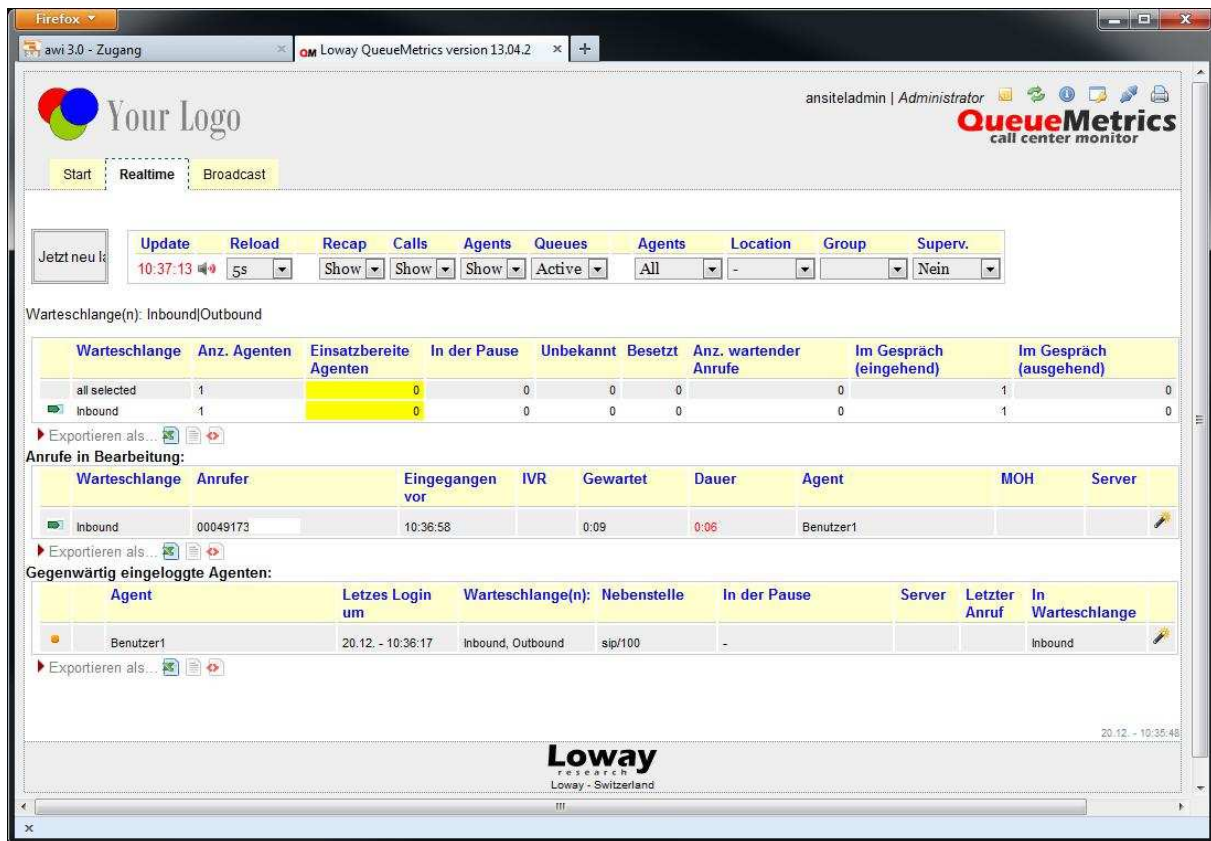 Firefox
awi 3.0 - Zugang
QM Loway QueueMetrics version 13.04.2
Your Logo
ansiteladmin | Administrator
QueueMetrics
call center monitor
Start Realtime Broadcast
Jetzt neu la
Update Reload Recap Calls Agents Queues Agents Location Group Superv.
10:37:13 5s Show Show Show Active All - Nein
Warteschlange(n): Inbound|Outbound
Warteschlange Anz. Agenten Einsatzbereite Agenten In der Pause Unbekannt Besetzt Anz. wartender Anrufe Im Gespräch (eingehend) Im Gespräch (ausgehend)
all selected 1 0 0 0 0 0 1 0
Inbound 1 0 0 0 0 0 1 0
Exportieren als...
Anrufe in Bearbeitung:
Warteschlange Anrufer Eingegangen vor IVR Gewartet Dauer Agent MOH Server
Inbound 00049173 10:36:58 0:09 0:06 Benutzer1
Exportieren als...
Gegenwärtig eingeloggte Agenten:
Agent Letzes Login um Warteschlange(n): Nebenstelle In der Pause Server Letzter Anruf In Warteschlange
Benutzer1 20.12. - 10:36:17 Inbound, Outbound sip/100 - Inbound
Exportieren als...
20.12. - 10:35:48
Loway
research
Loway - Switzerland